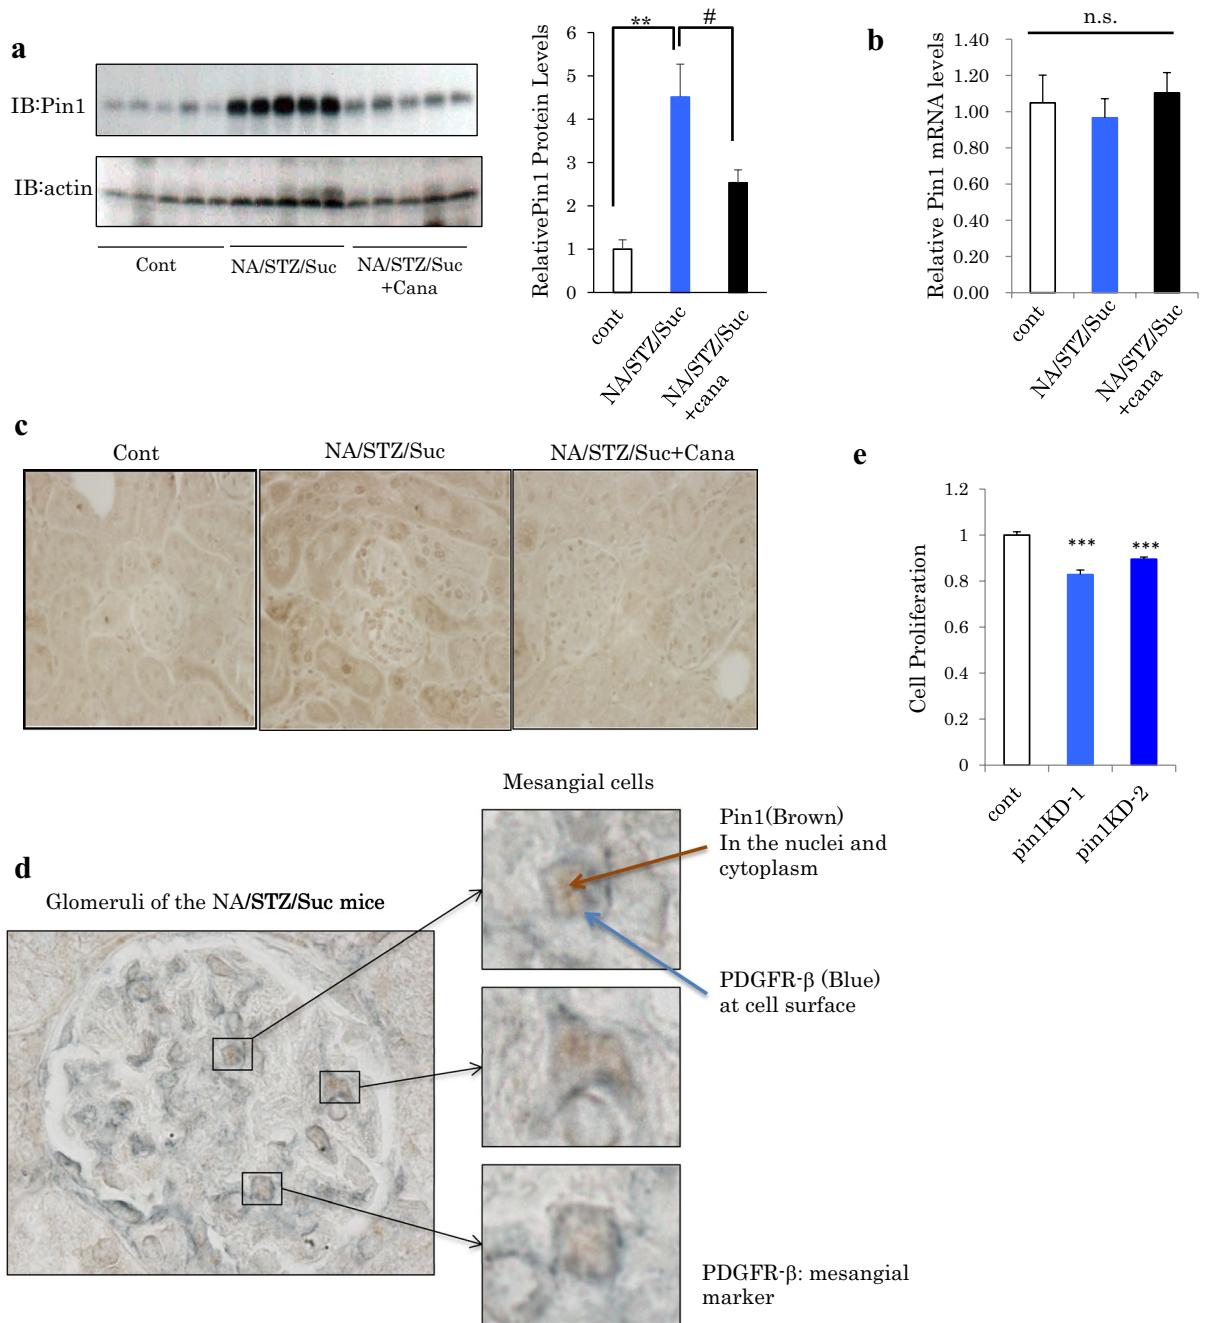 a
IB:Pin1
IB:actin
Cont
NA/STZ/Suc
NA/STZ/Suc
+Cana
RelativePin1 Protein Levels
6
5
4
3
2
1
0
**
#
cont
NA/STZ/Suc
NA/STZ/Suc
+cana
b
n.s.
Relative Pin1 mRNA levels
1.40
1.20
1.00
0.80
0.60
0.40
0.20
0.00
cont
NA/STZ/Suc
NA/STZ/Suc
+cana
c
Cont
NA/STZ/Suc
NA/STZ/Suc+Cana
e
Cell Proliferation
1.2
1
0.8
0.6
0.4
0.2
0
***
***
cont
pin1KD-1
pin1KD-2
d
Glomeruli of the NA/STZ/Suc mice
Mesangial cells
Pin1(Brown)
In the nuclei and
cytoplasm
PDGFR-β (Blue)
at cell surface
PDGFR-β: mesangial
marker